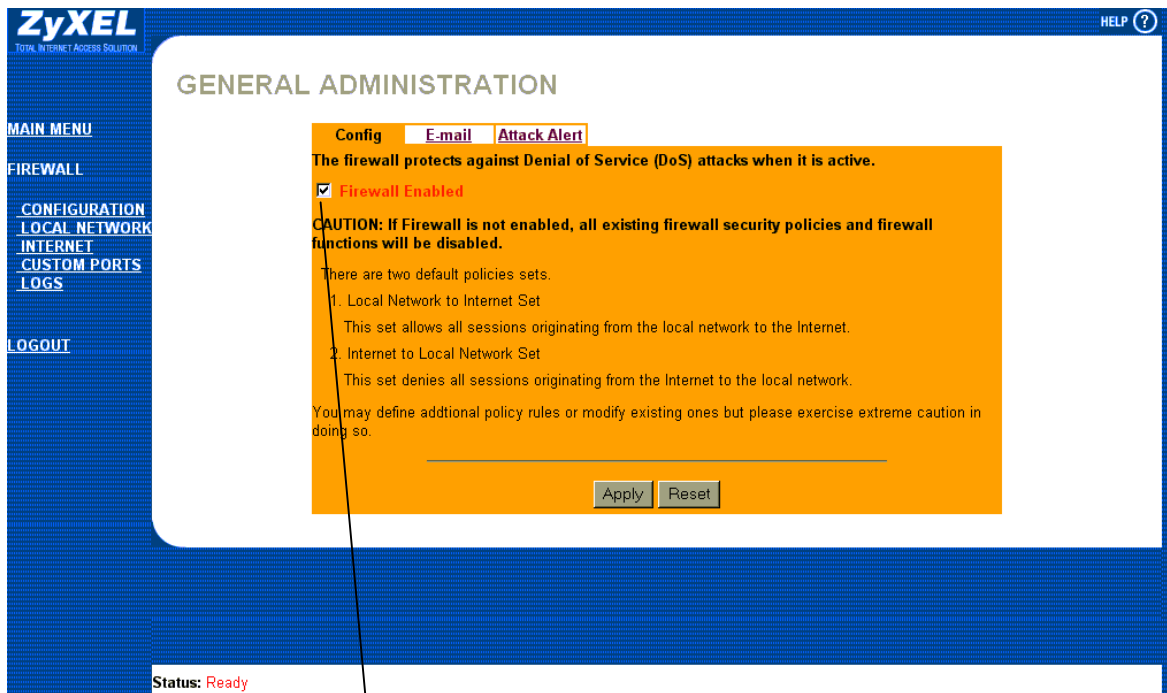 ZyXEL
TOTAL INTERNET ACCESS SOLUTION
HELP ?
GENERAL ADMINISTRATION
MAIN MENU
FIREWALL
CONFIGURATION
LOCAL NETWORK
INTERNET
CUSTOM PORTS
LOGS
LOGOUT
Config E-mail Attack Alert
The firewall protects against Denial of Service (DoS) attacks when it is active.
Firewall Enabled
CAUTION: If Firewall is not enabled, all existing firewall security policies and firewall
functions will be disabled.
There are two default policies sets.
1. Local Network to Internet Set
This set allows all sessions originating from the local network to the Internet.
2. Internet to Local Network Set
This set denies all sessions originating from the Internet to the local network.
You may define addtional policy rules or modify existing ones but please exercise extreme caution in
doing so.
Apply Reset
Status: Ready